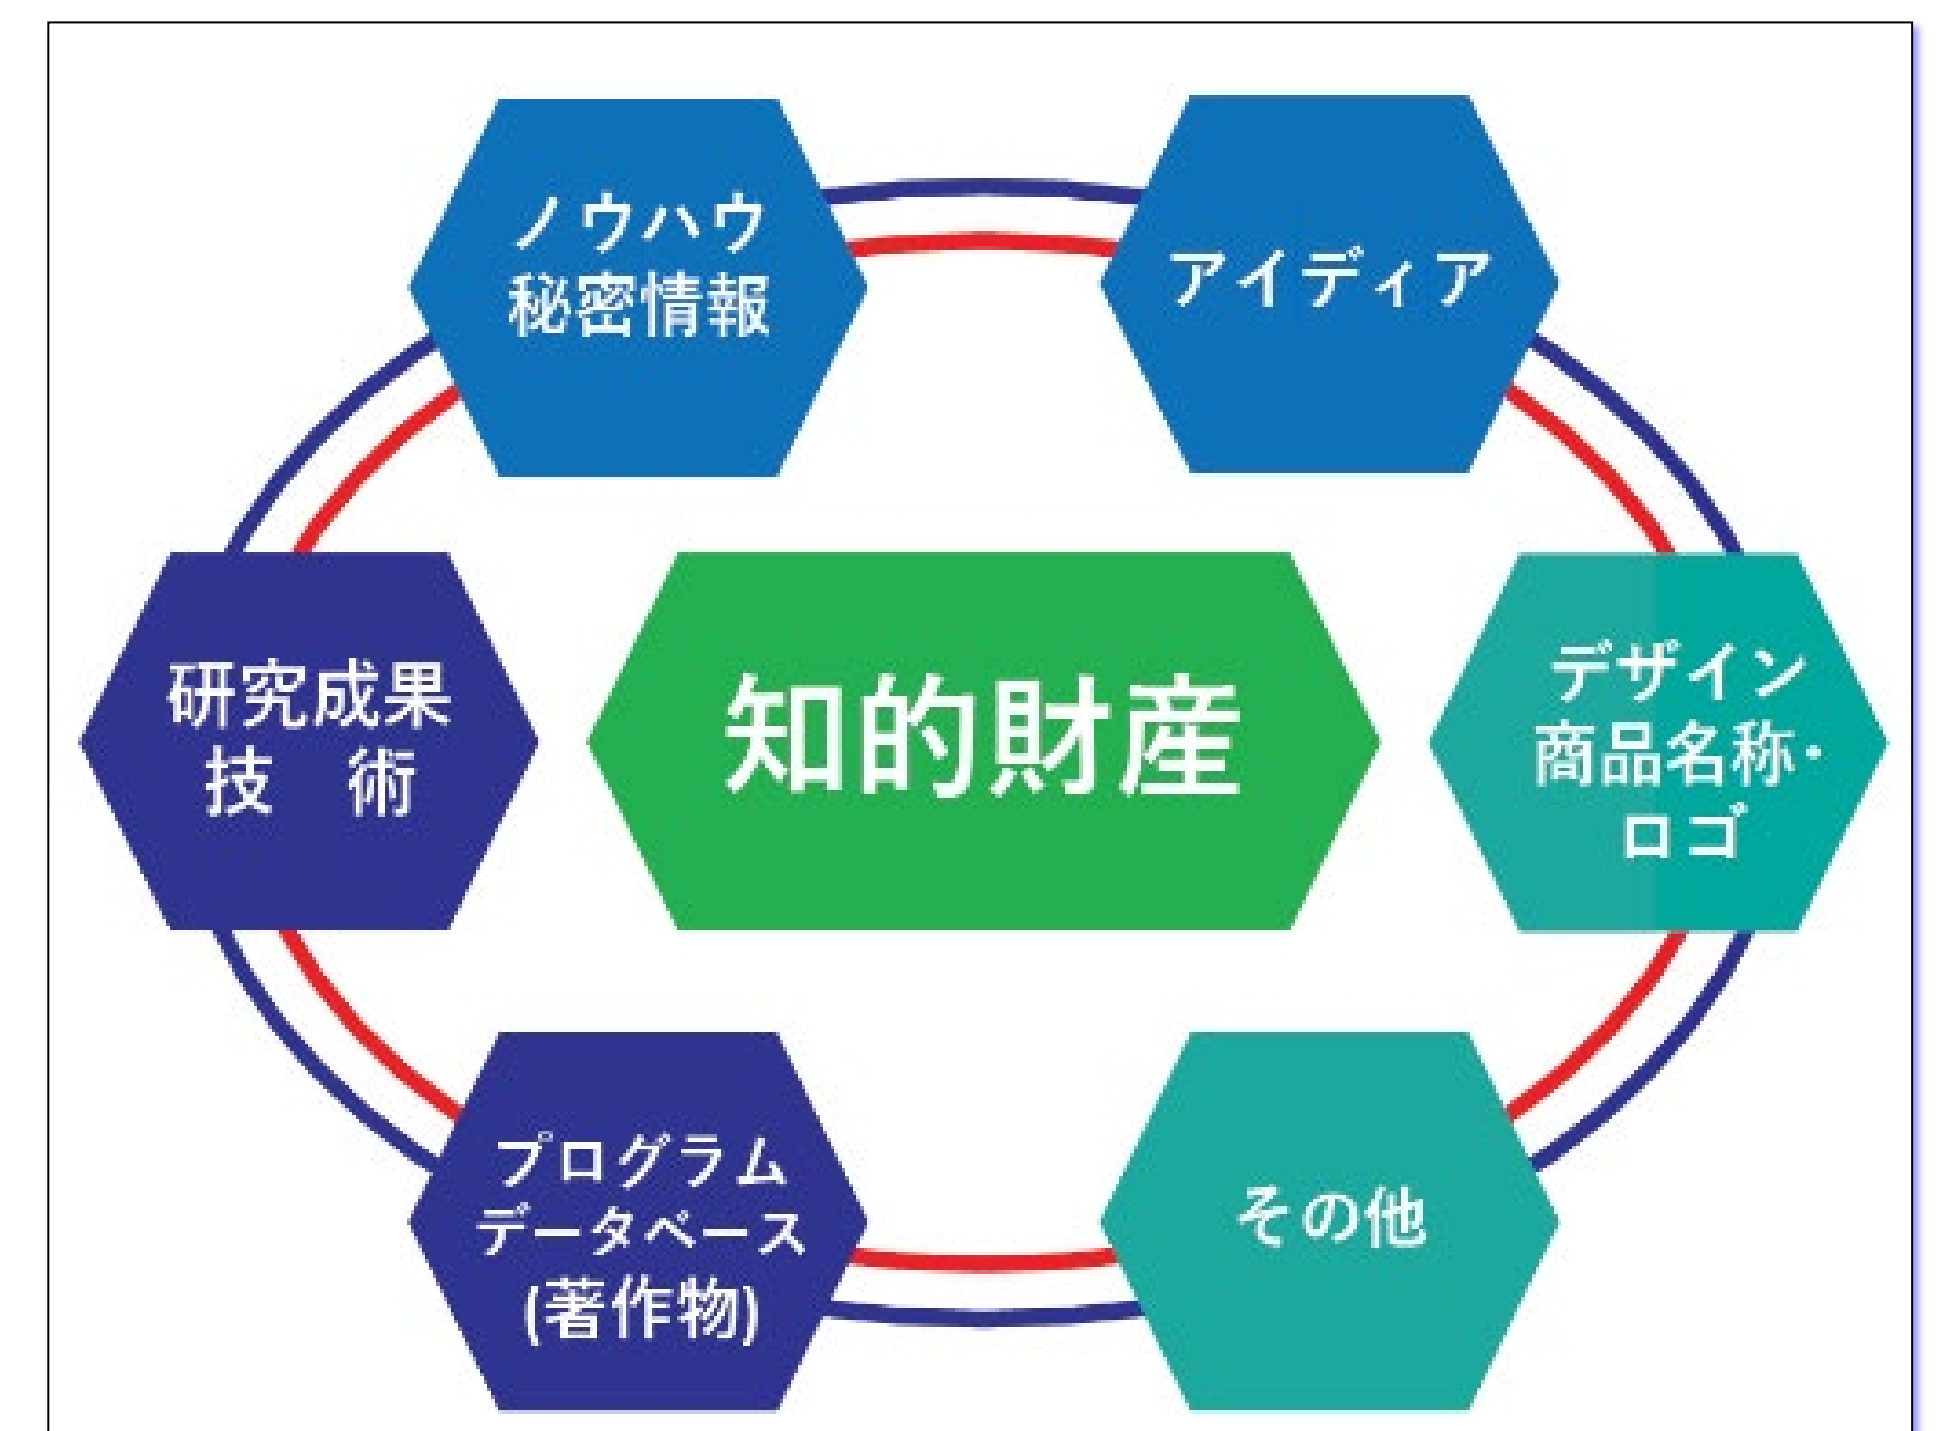 ノウハウ
秘密情報
アイディア
研究成果
技　術
知的財産
デザイン
商品名称・
ロゴ
プログラム
データベース
(著作物)
その他